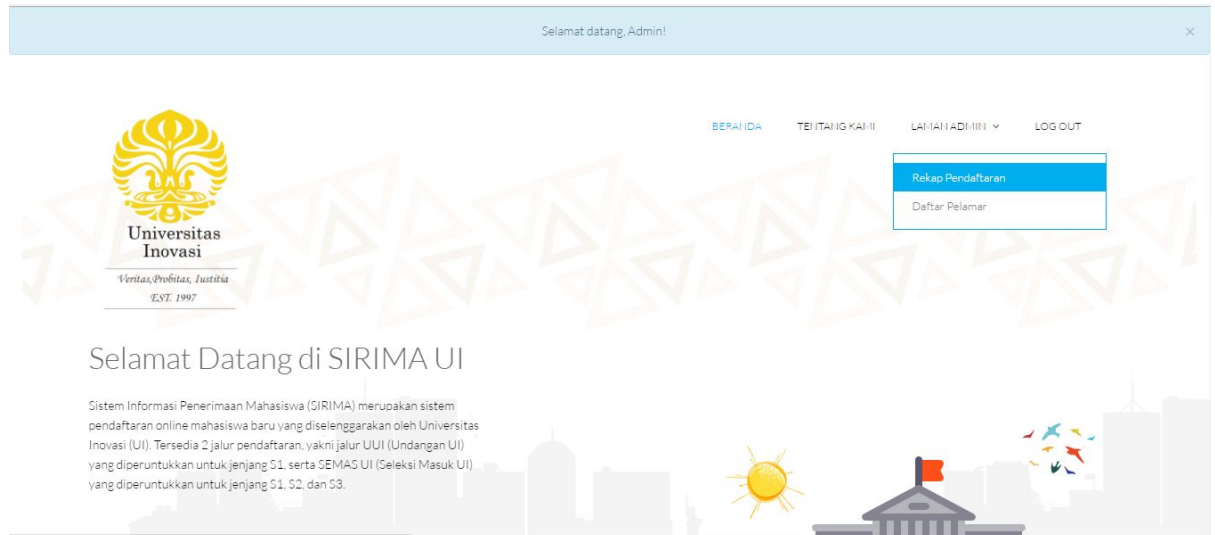 Selamat datang, Admin!
×
BERANDA TENTANG KAMI LAMAN ADMIN LOG OUT
Rekap Pendaftaran
Daftar Pelamar
Universitas
Inovasi
Veritas, Probitas, Iustitia
EST. 1997
Selamat Datang di SIRIMA UI
Sistem Informasi Penerimaan Mahasiswa (SIRIMA) merupakan sistem
pendaftaran online mahasiswa baru yang diselenggarakan oleh Universitas
Inovasi (UI). Tersedia 2 jalur pendaftaran, yakni jalur UUI (Undangan UI)
yang diperuntukkan untuk jenjang S1, serta SEMAS UI (Seleksi Masuk UI)
yang diperuntukkan untuk jenjang S1, S2, dan S3.